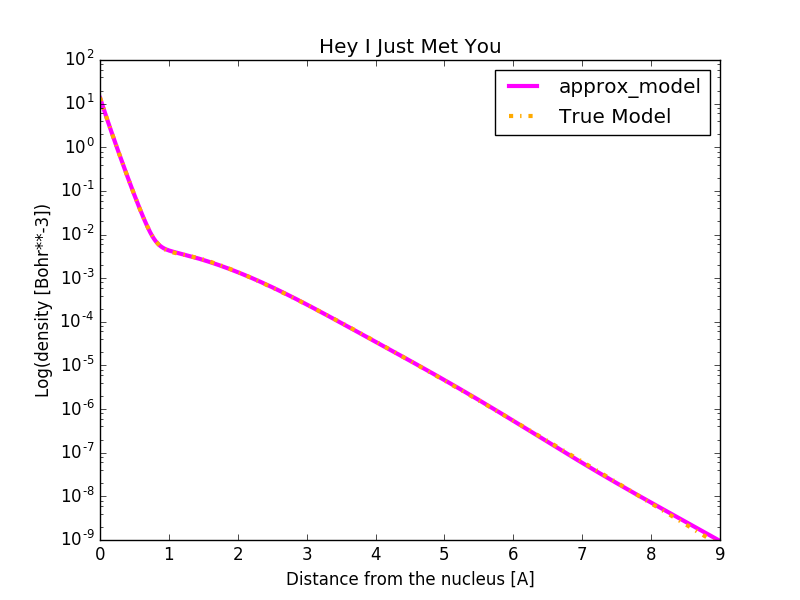 Hey I Just Met You
approx_model
True Model
10^2
10^1
10^0
10^-1
10^-2
10^-3
10^-4
10^-5
10^-6
10^-7
10^-8
10^-9
Log(density [Bohr**-3])
0 1 2 3 4 5 6 7 8 9
Distance from the nucleus [A]